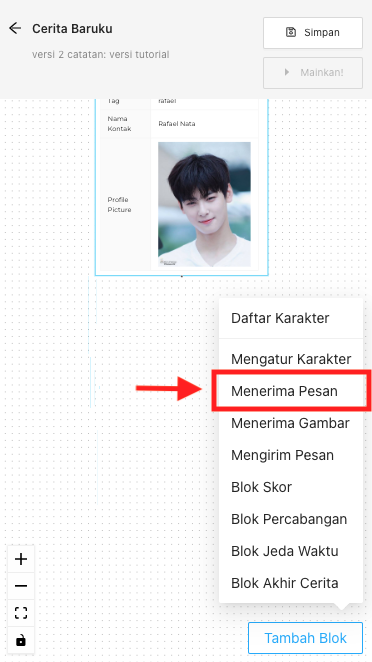 Cerita Baruku
Simpan
versi 2 catatan: versi tutorial
Mainkan!
Tag
rafael
Nama
Kontak
Rafael Nata
Profile
Picture
Daftar Karakter
Mengatur Karakter
Menerima Pesan
Menerima Gambar
Mengirim Pesan
Blok Skor
Blok Percabangan
Blok Jeda Waktu
Blok Akhir Cerita
Tambah Blok